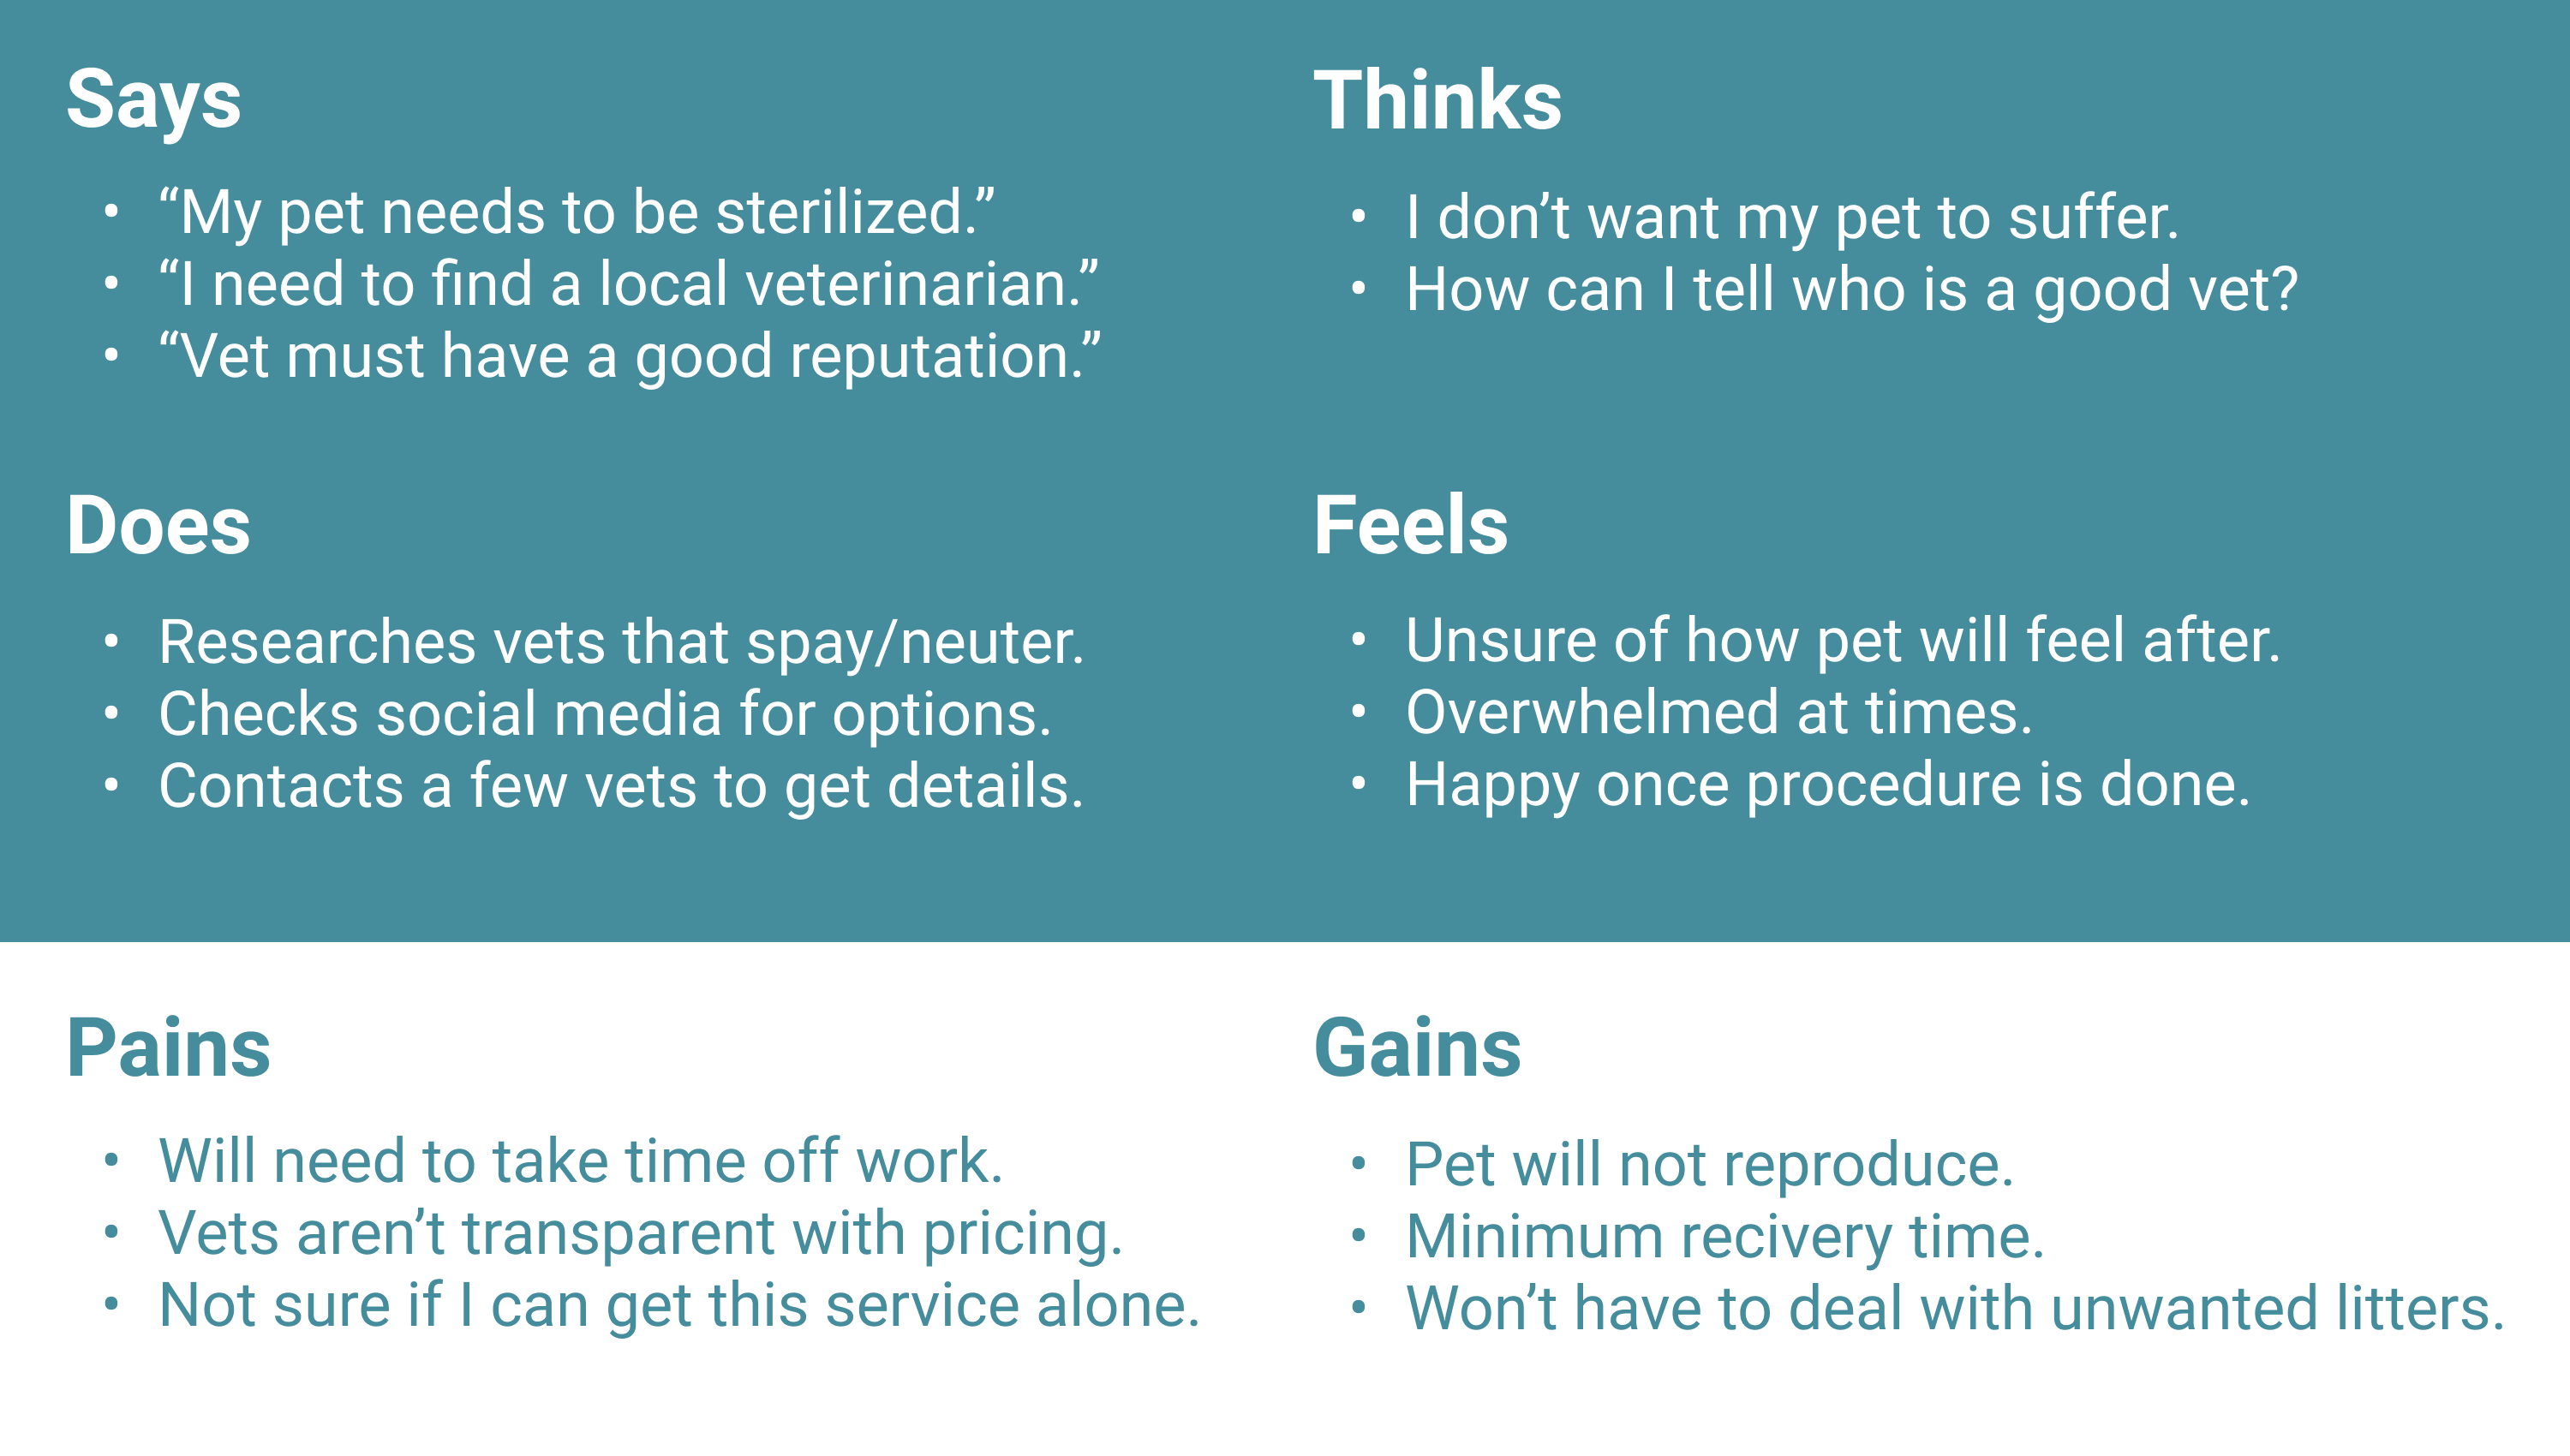 Says
• “My pet needs to be sterilized.”
• “I need to find a local veterinarian.”
• “Vet must have a good reputation.”
Thinks
• I don’t want my pet to suffer.
• How can I tell who is a good vet?
Does
• Researches vets that spay/neuter.
• Checks social media for options.
• Contacts a few vets to get details.
Feels
• Unsure of how pet will feel after.
• Overwhelmed at times.
• Happy once procedure is done.
Pains
• Will need to take time off work.
• Vets aren’t transparent with pricing.
• Not sure if I can get this service alone.
Gains
• Pet will not reproduce.
• Minimum recivery time.
• Won’t have to deal with unwanted litters.